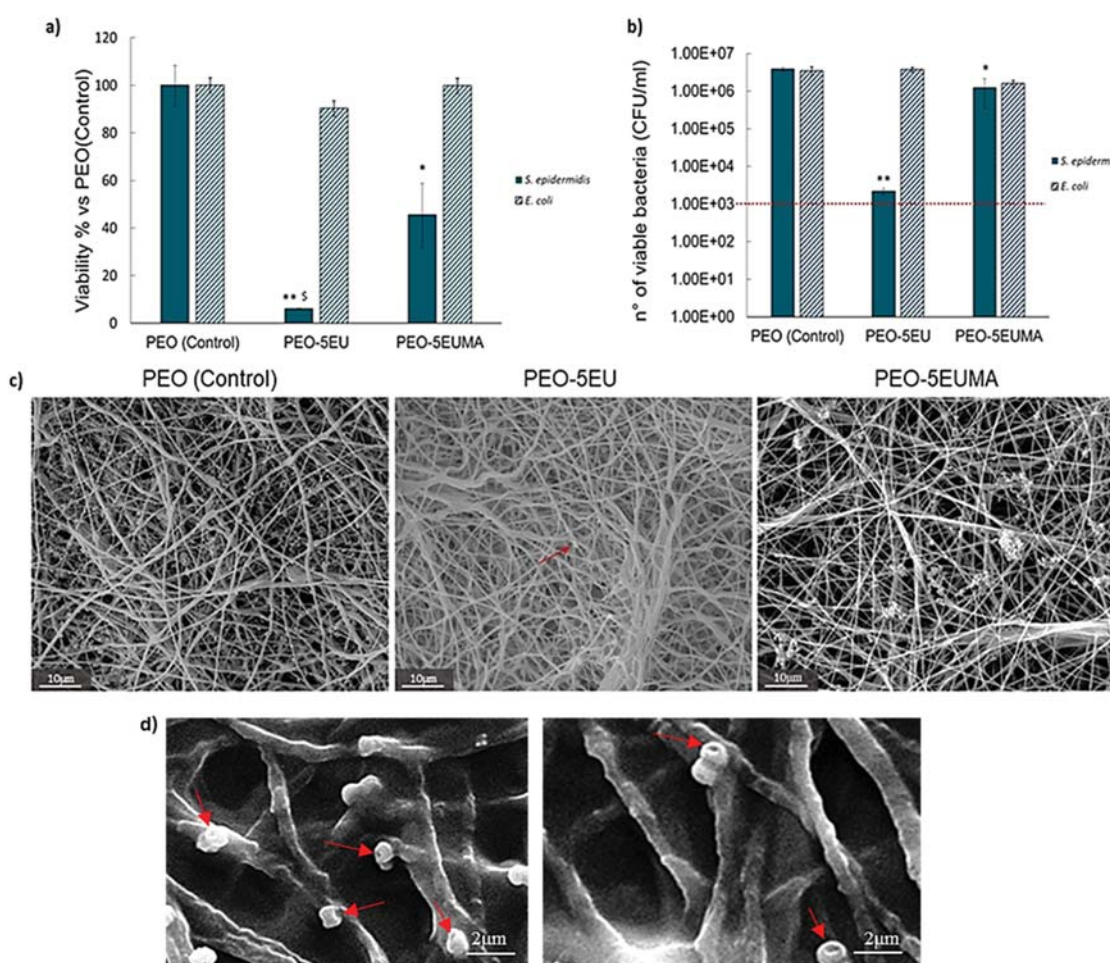 a)
Viability % vs PEO(Control)
120
100
80
60
40
20
0
** $
*
PEO (Control)
PEO-5EU
PEO-5EUMA
S. epidermidis
E. coli
b)
n° of viable bacteria (CFU/ml)
1.00E+07
1.00E+06
1.00E+05
1.00E+04
1.00E+03
1.00E+02
1.00E+01
1.00E+00
**
*
PEO (Control)
PEO-5EU
PEO-5EUMA
S. epiderm
E. coli
c)
PEO (Control)
PEO-5EU
PEO-5EUMA
10µm
10µm
10µm
d)
2µm
2µm